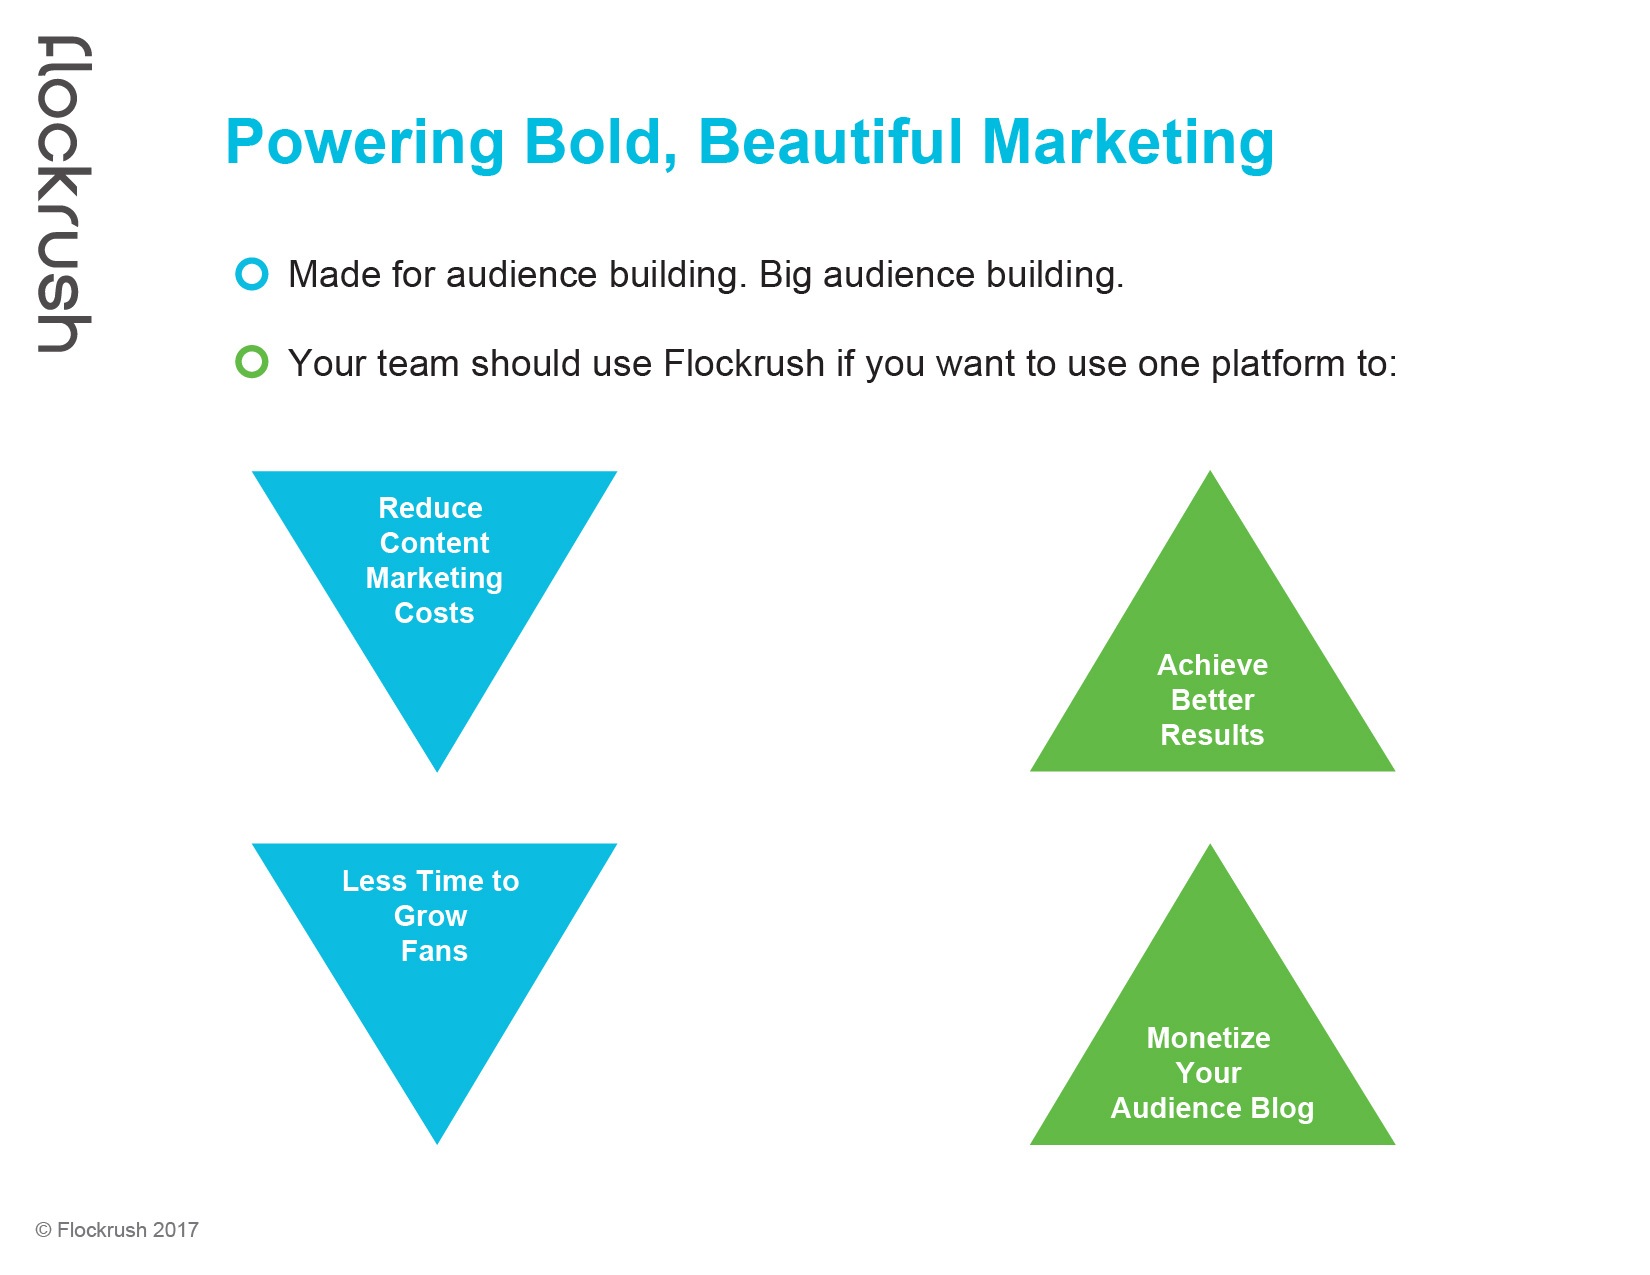 flockrush
Powering Bold, Beautiful Marketing
Made for audience building. Big audience building.
Your team should use Flockrush if you want to use one platform to:
Reduce
Content
Marketing
Costs
Achieve
Better
Results
Less Time to
Grow
Fans
Monetize
Your
Audience Blog
© Flockrush 2017